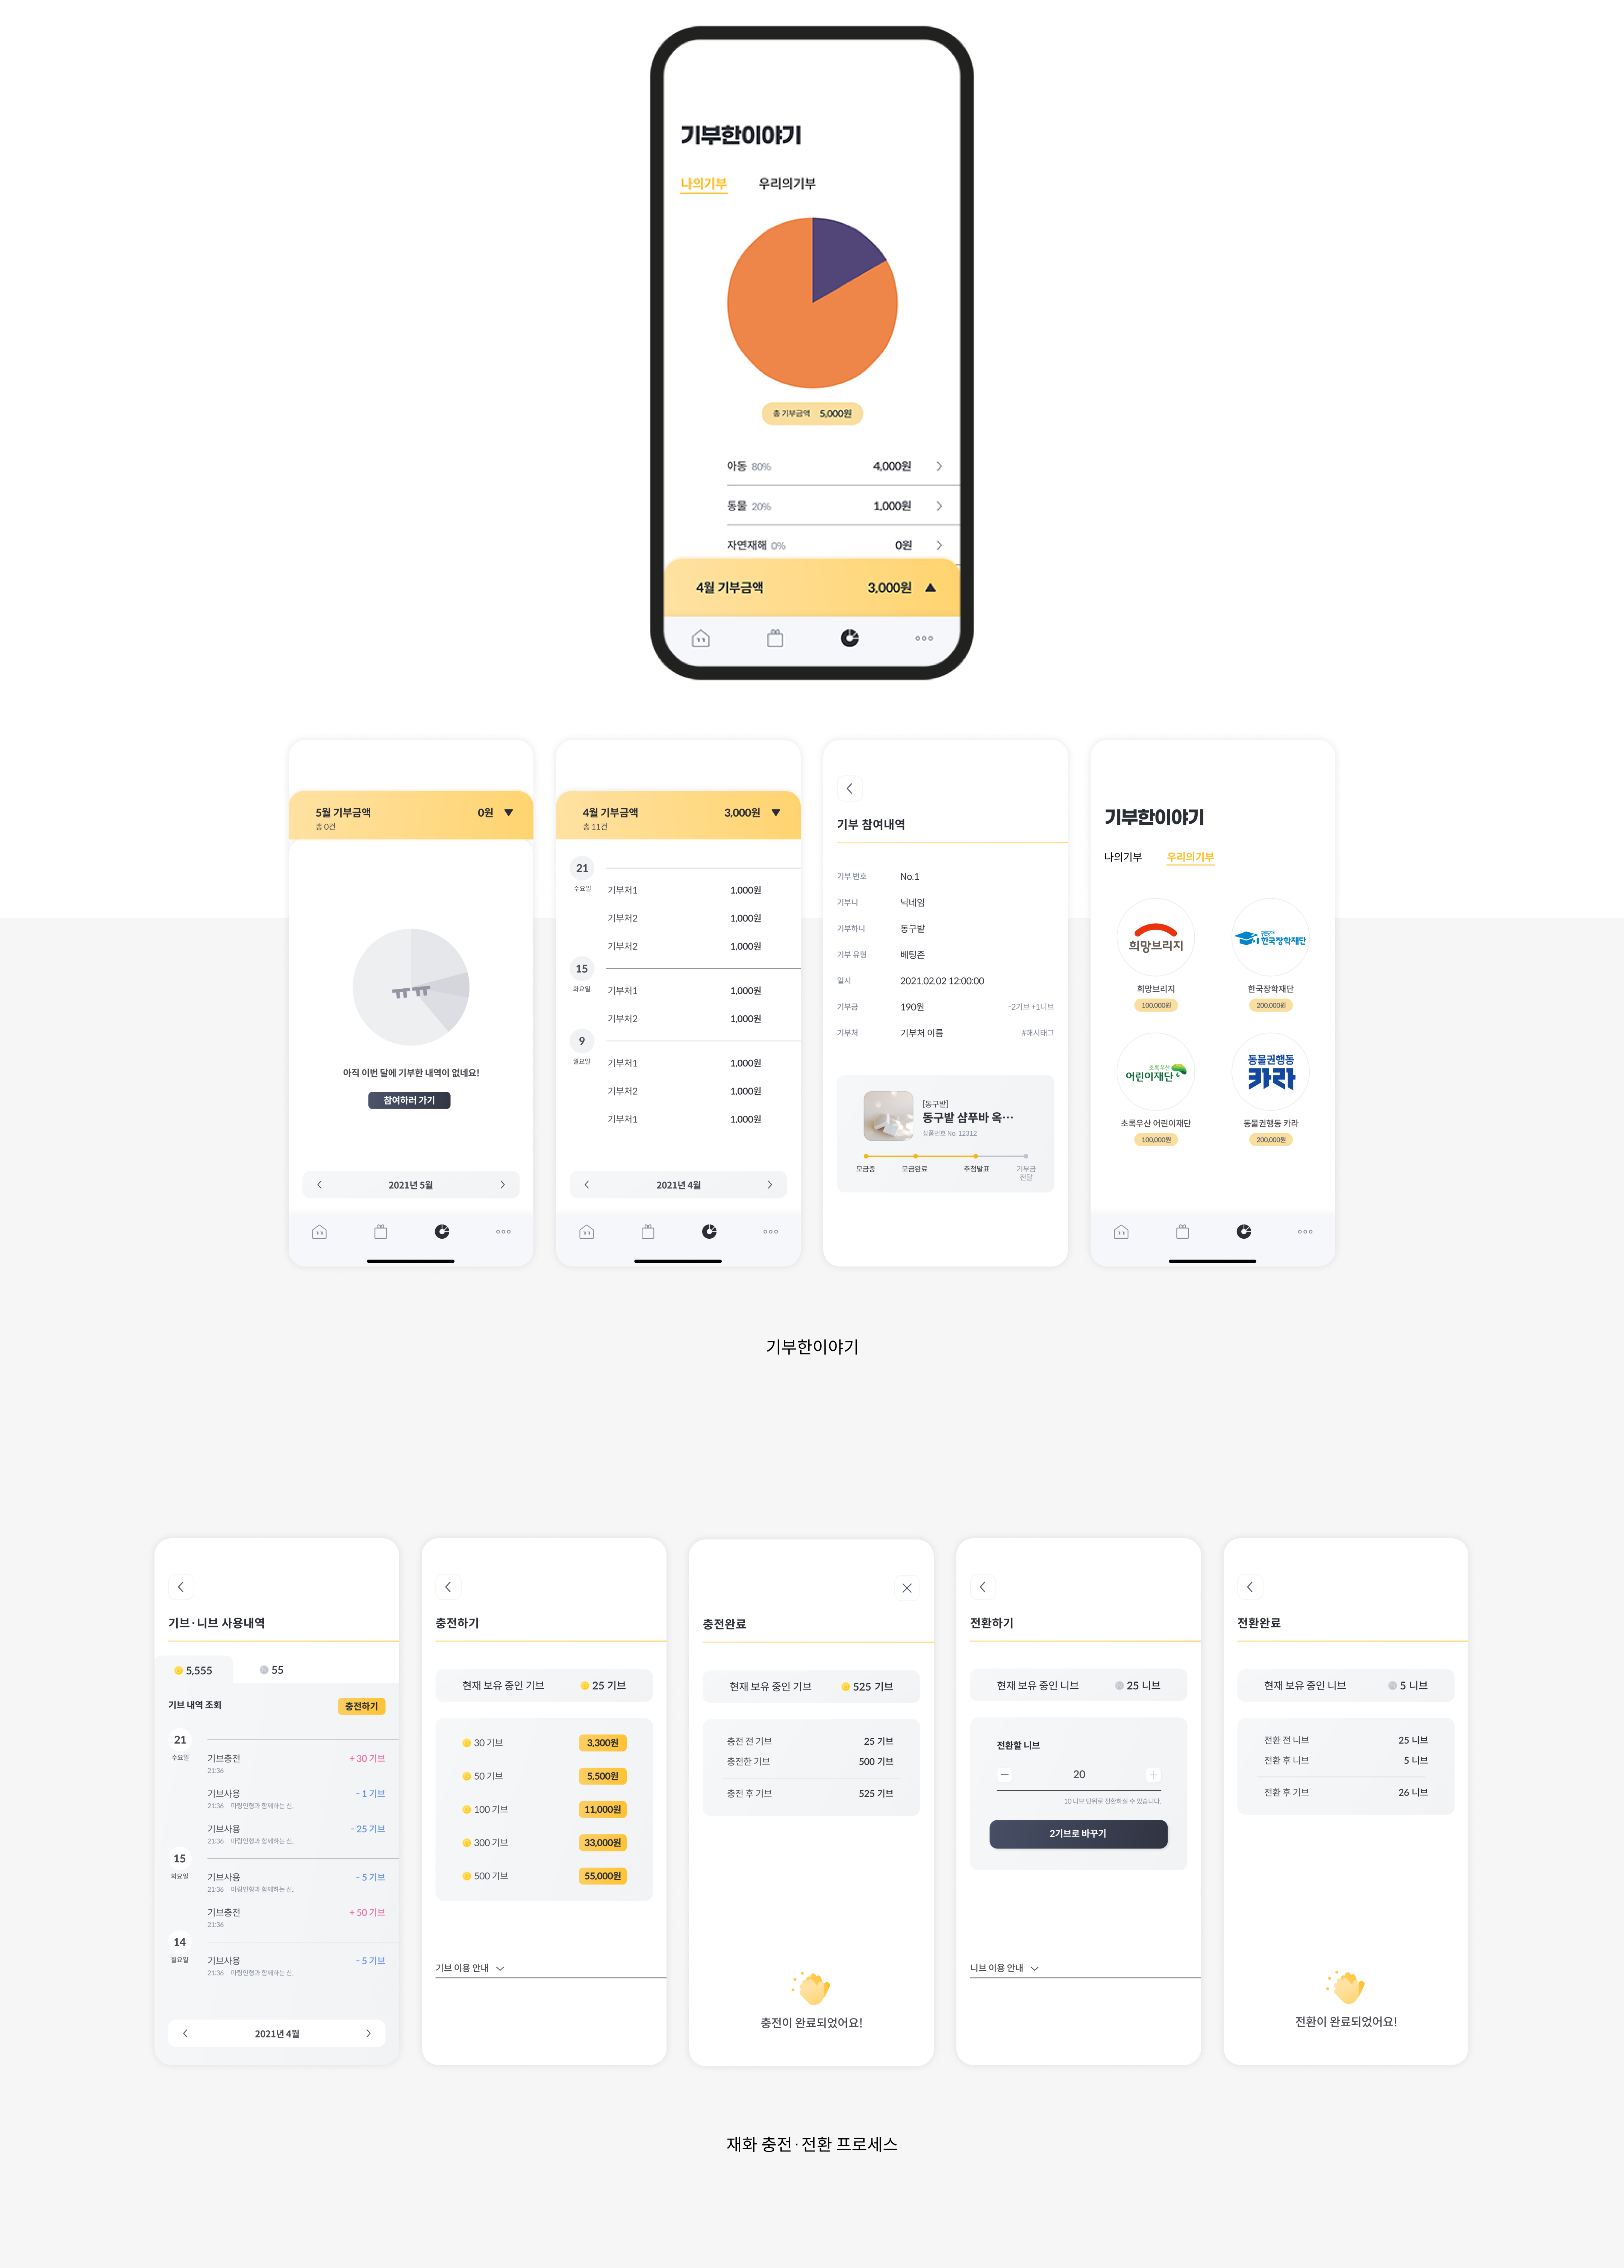 기부한이야기
나의기부 우리의기부
총 기부금액 5,000원
아동 80% 4,000원
동물 20% 1,000원
자연재해 0% 0원
4월 기부금액 3,000원
5월 기부금액 0원
총 0건
ㅠㅠ
아직 이번 달에 기부한 내역이 없네요!
참여하러 가기
2021년 5월
4월 기부금액 3,000원
총 11건
21
수요일
기부처1 1,000원
기부처2 1,000원
기부처2 1,000원
15
화요일
기부처1 1,000원
기부처2 1,000원
9
월요일
기부처1 1,000원
기부처2 1,000원
기부처1 1,000원
2021년 4월
기부 참여내역
기부 번호 No.1
기부니 닉네임
기부하니 동구밭
기부 유형 베팅존
일시 2021.02.02 12:00:00
기부금 190원 -2기브 +1니브
기부처 기부처 이름 #해시태그
[동구밭]
동구밭 샴푸바 옥···
상품번호 No. 12312
모금중 모금완료 추첨발표 기부금
전달
기부한이야기
나의기부 우리의기부
희망브리지
한국장학재단
희망브리지 한국장학재단
100,000원 200,000원
초록우산
어린이재단
동물권행동
카라
초록우산 어린이재단 동물권행동 카라
100,000원 200,000원
기부한이야기
기브·니브 사용내역
5,555 55
기브 내역 조회 충전하기
21
수요일
기브충전 + 30 기브
21:36
기브사용 - 1 기브
21:36 마링인형과 함께하는 신..
기브사용 - 25 기브
21:36 마링인형과 함께하는 신..
15
화요일
기브사용 - 5 기브
21:36 마링인형과 함께하는 신..
기브충전 + 50 기브
21:36
14
월요일
기브사용 - 5 기브
21:36 마링인형과 함께하는 신..
2021년 4월
충전하기
현재 보유 중인 기브 25 기브
30 기브 3,300원
50 기브 5,500원
100 기브 11,000원
300 기브 33,000원
500 기브 55,000원
기브 이용 안내
충전완료
현재 보유 중인 기브 525 기브
충전 전 기브 25 기브
충전한 기브 500 기브
충전 후 기브 525 기브
충전이 완료되었어요!
전환하기
현재 보유 중인 니브 25 니브
전환할 니브
20
10 니브 단위로 전환하실 수 있습니다.
2기브로 바꾸기
니브 이용 안내
전환완료
현재 보유 중인 니브 5 니브
전환 전 니브 25 니브
전환 후 니브 5 니브
전환 후 기브 26 니브
전환이 완료되었어요!
재화 충전·전환 프로세스